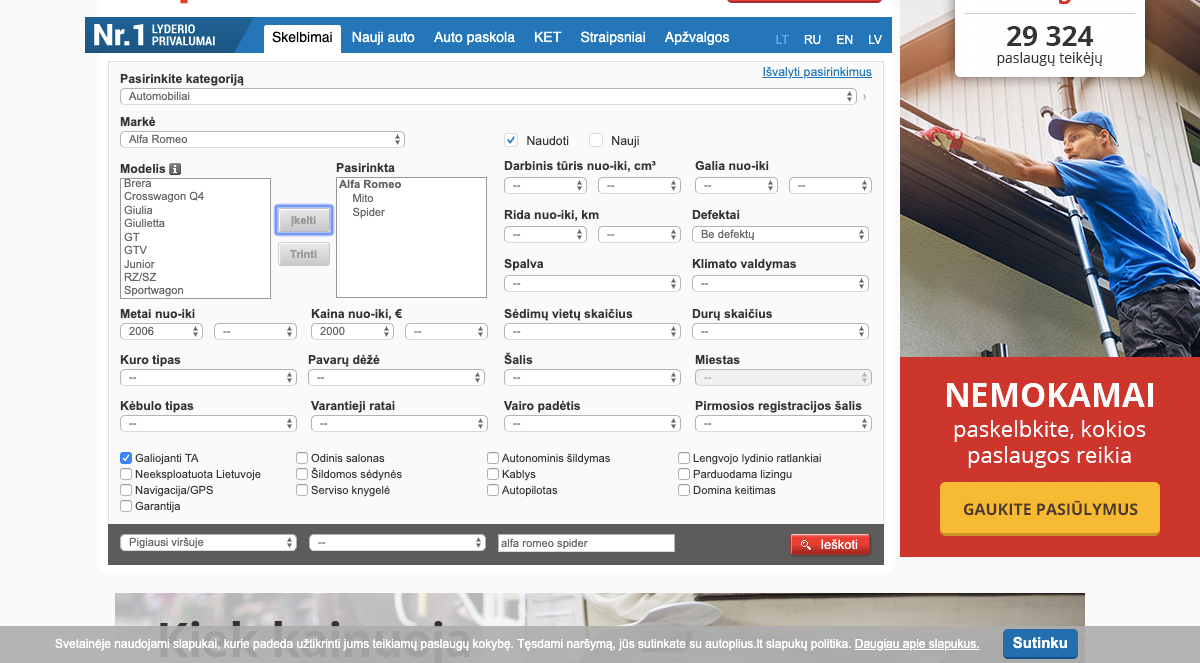 Nr.1 LYDERIO PRIVALUMAI
Skelbimai Nauji auto Auto paskola KET Straipsniai Apžvalgos LT RU EN LV
29 324
paslaugų teikėjų
Išvalyti pasirinkimus
Pasirinkite kategoriją
Automobiliai
Markė
Alfa Romeo
Naudoti Nauji
Modelis
Brera
Crosswagon Q4
Giulia
Giulietta
GT
GTV
Junior
RZ/SZ
Sportwagon
Įkelti
Trinti
Pasirinkta
Alfa Romeo
Mito
Spider
Darbinis tūris nuo-iki, cm³ Galia nuo-iki
-- -- -- --
Rida nuo-iki, km Defektai
-- -- Be defektų
Spalva Klimato valdymas
-- --
Metai nuo-iki Kaina nuo-iki, € Sėdimų vietų skaičius Durų skaičius
2006 -- 2000 -- -- --
Kuro tipas Pavarų dėžė Šalis Miestas
-- -- -- --
Kėbulo tipas Varantieji ratai Vairo padėtis Pirmosios registracijos šalis
-- -- -- --
Galiojanti TA Odinis salonas Autonominis šildymas Lengvojo lydinio ratlankiai
Neeksploatuota Lietuvoje Šildomos sėdynės Kablys Parduodama lizingu
Navigacija/GPS Serviso knygelė Autopilotas Domina keitimas
Garantija
Pigiausi viršuje -- alfa romeo spider Ieškoti
NEMOKAMAI
paskelbkite, kokios
paslaugos reikia
GAUKITE PASIŪLYMUS
Kiek kainuoja
Svetainėje naudojami slapukai, kurie padeda užtikrinti jums teikiamų paslaugų kokybę. Tęsdami naršymą, jūs sutinkate su autoplius.lt slapukų politika. Daugiau apie slapukus. Sutinku